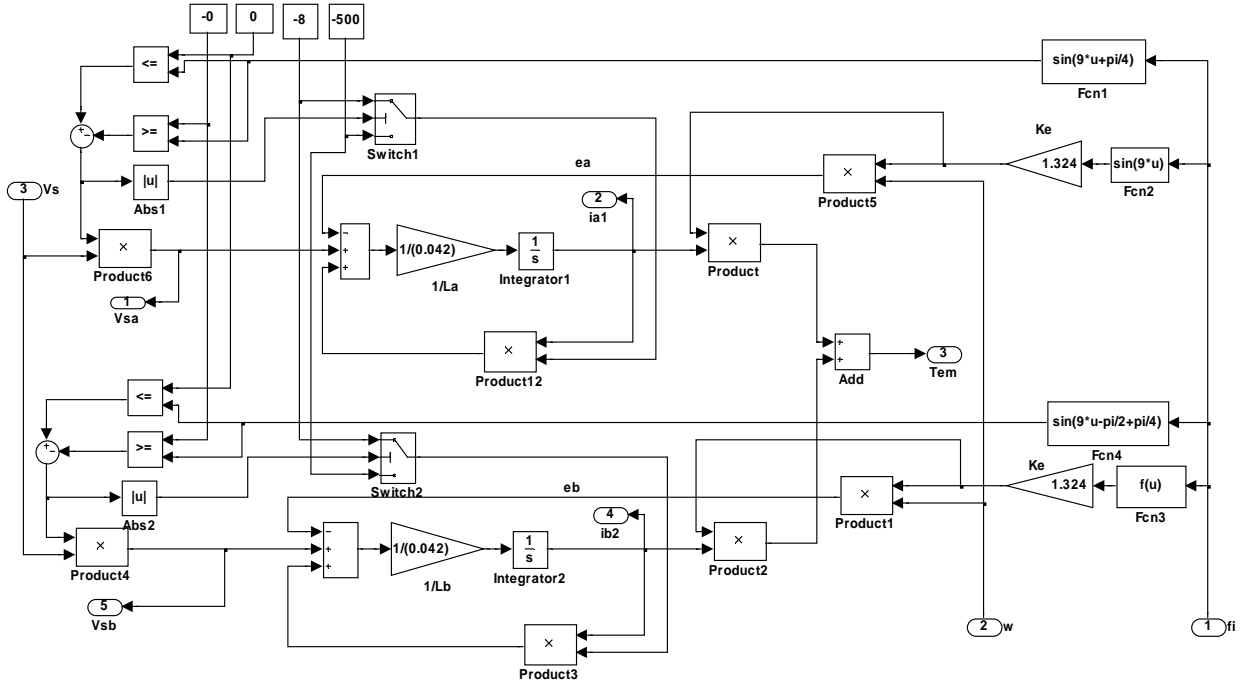 -0
0
-8
-500
<=
sin(9*u+pi/4)
Fcn1
+
−
>=
Switch1
Ke
1.324
sin(9*u)
Fcn2
ea
×
Product5
3
Vs
|u|
Abs1
2
ia1
×
Product6
−
+
+
1/(0.042)
1/La
1
s
Integrator1
×
Product
1
Vsa
×
Product12
+
+
Add
3
Tem
<=
sin(9*u-pi/2+pi/4)
Fcn4
+
−
>=
Switch2
Ke
1.324
f(u)
Fcn3
|u|
Abs2
eb
×
Product1
4
ib2
×
Product4
−
+
+
1/(0.042)
1/Lb
1
s
Integrator2
×
Product2
5
Vsb
×
Product3
2
w
1
fi